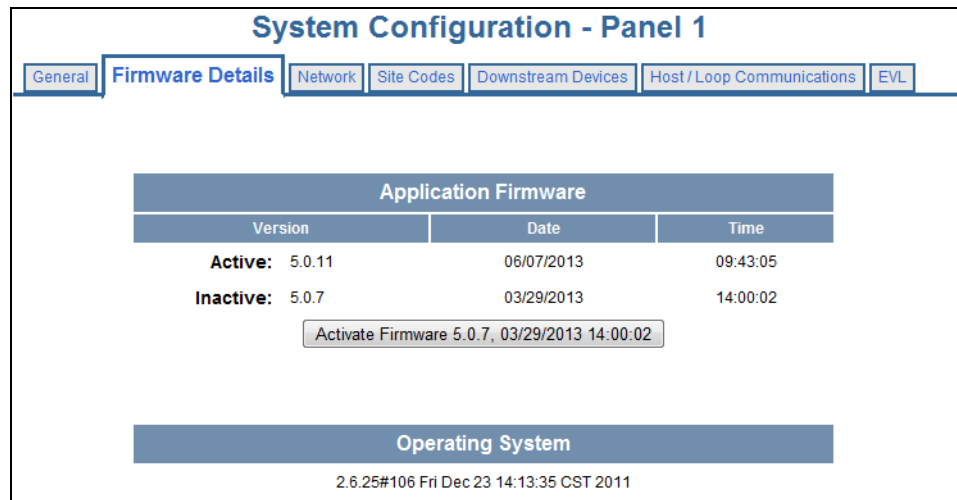 System Configuration - Panel 1
General Firmware Details Network Site Codes Downstream Devices Host / Loop Communications EVL
Application Firmware
Version Date Time
Active: 5.0.11 06/07/2013 09:43:05
Inactive: 5.0.7 03/29/2013 14:00:02
Activate Firmware 5.0.7, 03/29/2013 14:00:02
Operating System
2.6.25#106 Fri Dec 23 14:13:35 CST 2011